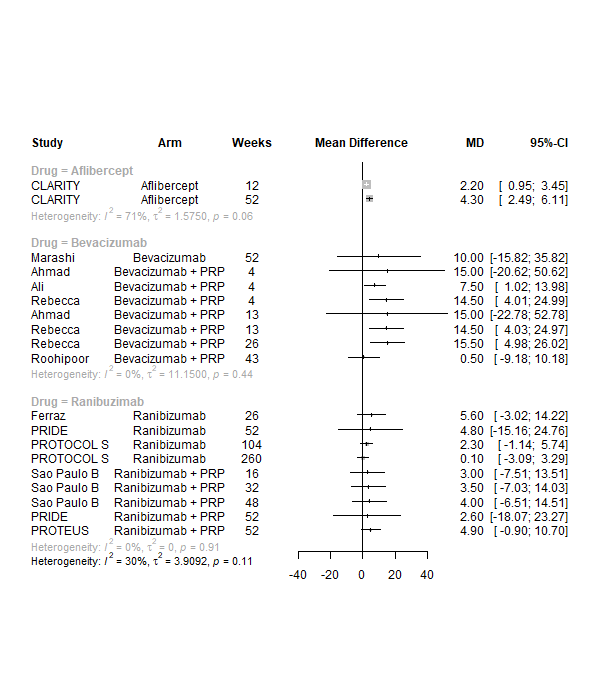 Study Arm Weeks Mean Difference MD 95%-CI
Drug = Aflibercept
CLARITY Aflibercept 12 2.20 [ 0.95; 3.45]
CLARITY Aflibercept 52 4.30 [ 2.49; 6.11]
Heterogeneity: I² = 71%, τ² = 1.5750, p = 0.06
Drug = Bevacizumab
Marashi Bevacizumab 52 10.00 [-15.82; 35.82]
Ahmad Bevacizumab + PRP 4 15.00 [-20.62; 50.62]
Ali Bevacizumab + PRP 4 7.50 [ 1.02; 13.98]
Rebecca Bevacizumab + PRP 4 14.50 [ 4.01; 24.99]
Ahmad Bevacizumab + PRP 13 15.00 [-22.78; 52.78]
Rebecca Bevacizumab + PRP 13 14.50 [ 4.03; 24.97]
Rebecca Bevacizumab + PRP 26 15.50 [ 4.98; 26.02]
Roohipoor Bevacizumab + PRP 43 0.50 [ -9.18; 10.18]
Heterogeneity: I² = 0%, τ² = 11.1500, p = 0.44
Drug = Ranibuzimab
Ferraz Ranibizumab 26 5.60 [ -3.02; 14.22]
PRIDE Ranibizumab 52 4.80 [-15.16; 24.76]
PROTOCOL S Ranibizumab 104 2.30 [ -1.14; 5.74]
PROTOCOL S Ranibizumab 260 0.10 [ -3.09; 3.29]
Sao Paulo B Ranibizumab + PRP 16 3.00 [ -7.51; 13.51]
Sao Paulo B Ranibizumab + PRP 32 3.50 [ -7.03; 14.03]
Sao Paulo B Ranibizumab + PRP 48 4.00 [ -6.51; 14.51]
PRIDE Ranibizumab + PRP 52 2.60 [-18.07; 23.27]
PROTEUS Ranibizumab + PRP 52 4.90 [ -0.90; 10.70]
Heterogeneity: I² = 0%, τ² = 0, p = 0.91
Heterogeneity: I² = 30%, τ² = 3.9092, p = 0.11
-40 -20 0 20 40